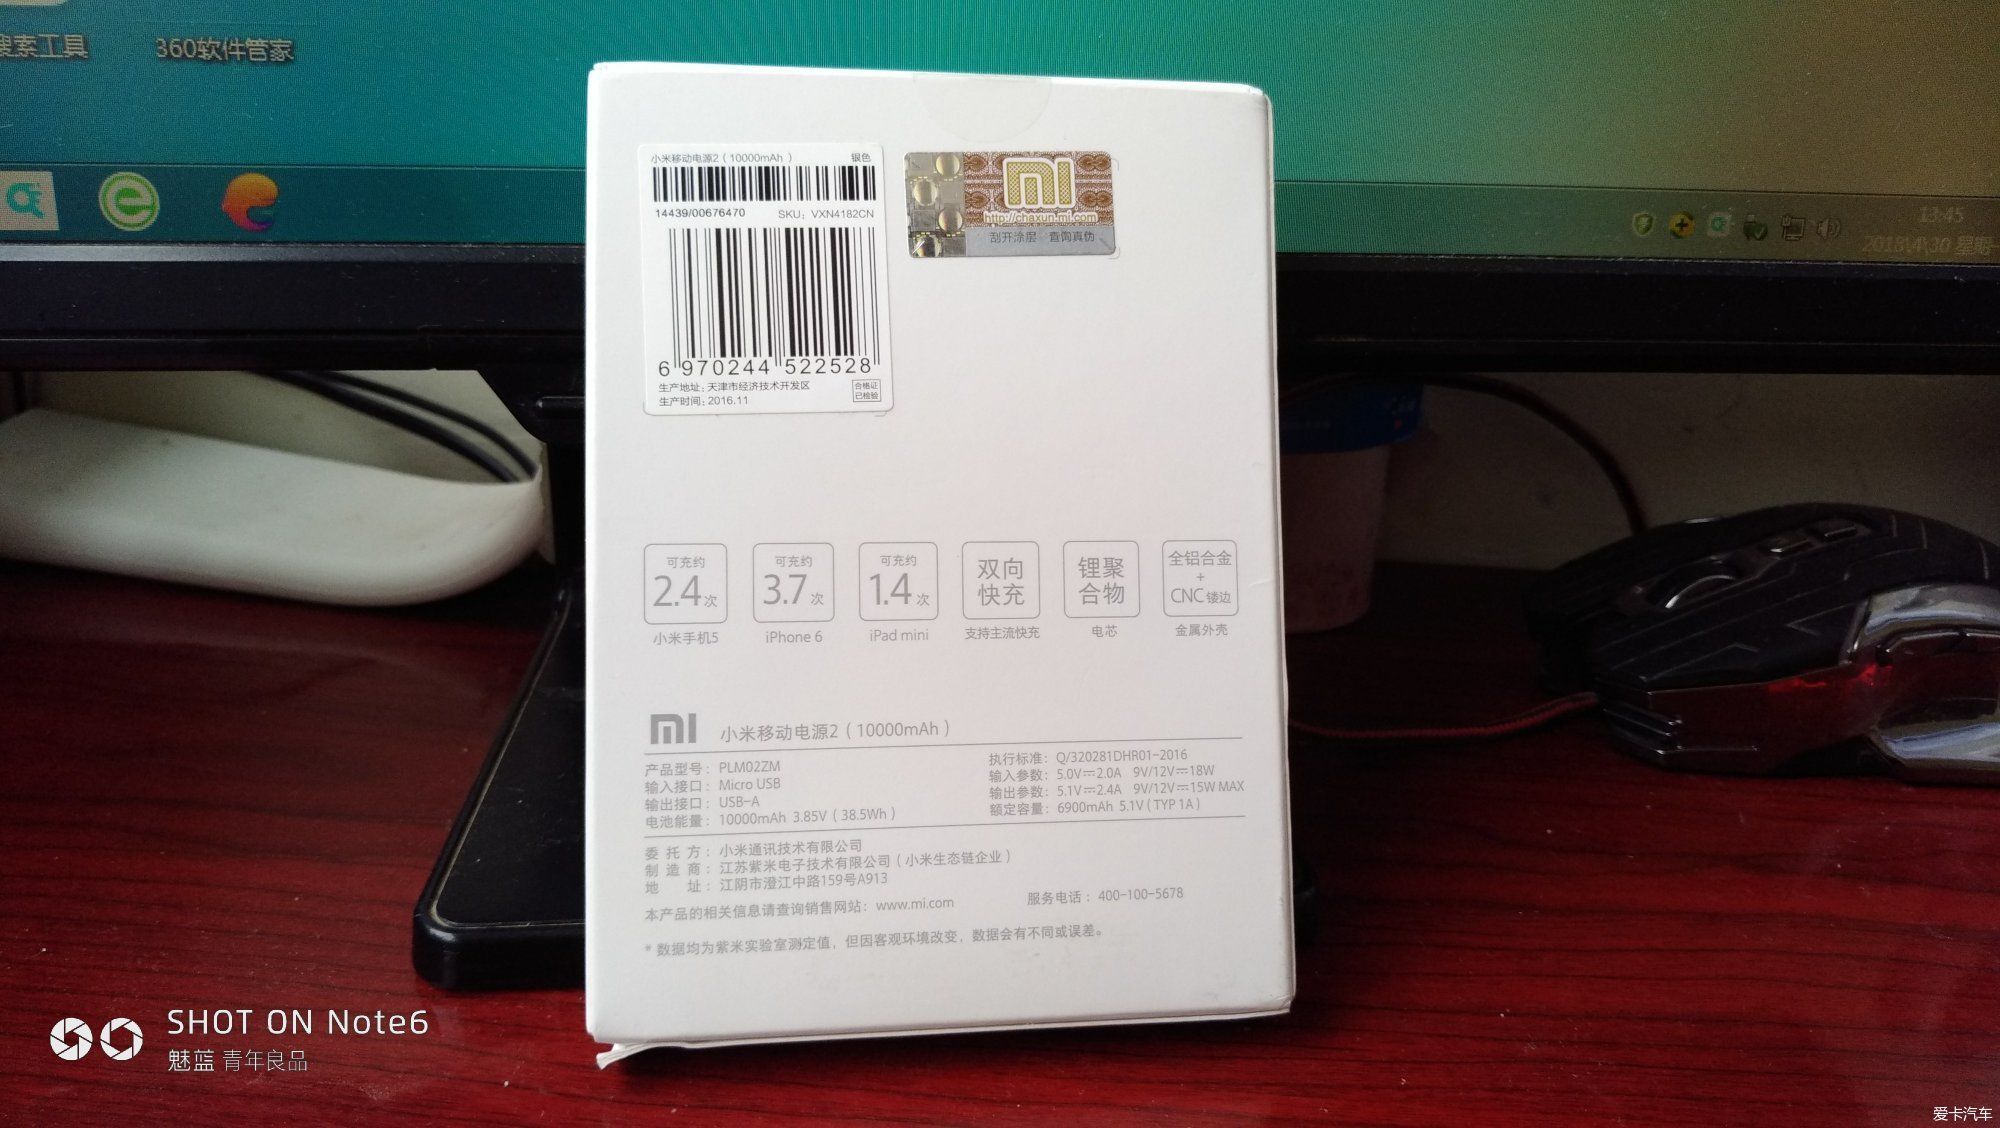 搜索工具
360软件管家
小米移动电源2（10000mAh） 银色
14439/00676470 SKU: VXN4182CN
6 970244 522528
生产地址: 天津市经济技术开发区
生产时间: 2016.11
合格证
已检验
mi
http://chaxun.mi.com
刮开涂层 查询真伪
13:45
2018\4\30 星期一
可充约
2.4次
小米手机5
可充约
3.7次
iPhone 6
可充约
1.4次
iPad mini
双向
快充
支持主流快充
锂聚
合物
电芯
全铝合金
+
CNC 镂边
金属外壳
mi 小米移动电源2（10000mAh）
产品型号: PLM02ZM
输入接口: Micro USB
输出接口: USB-A
电池能量: 10000mAh 3.85V（38.5Wh）
执行标准: Q/320281DHR01-2016
输入参数: 5.0V⎓2.0A 9V/12V⎓18W
输出参数: 5.1V⎓2.4A 9V/12V⎓15W MAX
额定容量: 6900mAh 5.1V（TYP 1A）
委托方: 小米通讯技术有限公司
制造商: 江苏紫米电子技术有限公司（小米生态链企业）
地址: 江阴市澄江中路159号A913
本产品的相关信息请查询销售网站: www.mi.com
服务电话: 400-100-5678
* 数据均为紫米实验室测定值，但因客观环境改变，数据会有不同或误差。
SHOT ON Note6
魅蓝 青年良品
爱卡汽车